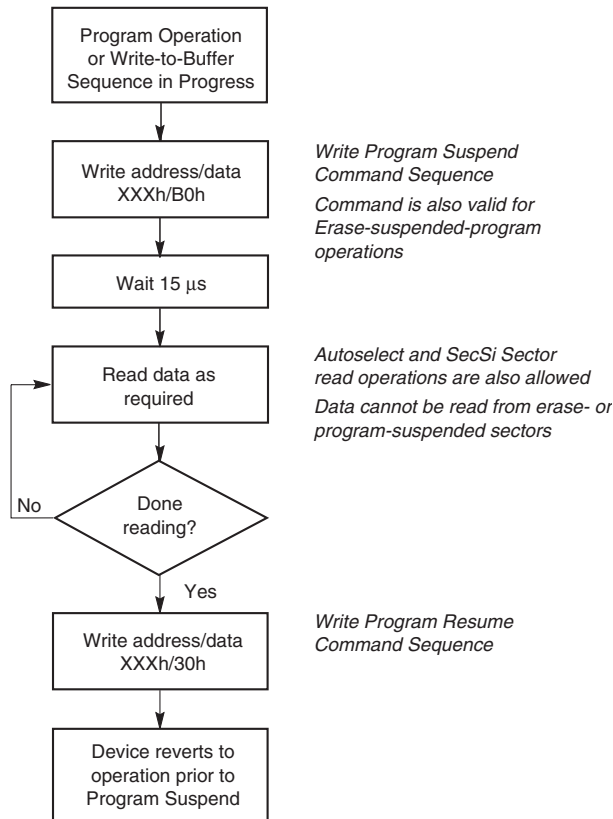 Program Operation
or Write-to-Buffer
Sequence in Progress
Write address/data
XXXh/B0h
Write Program Suspend
Command Sequence
Command is also valid for
Erase-suspended-program
operations
Wait 15 μs
Read data as
required
Autoselect and SecSi Sector
read operations are also allowed
Data cannot be read from erase- or
program-suspended sectors
Done
reading?
No
Yes
Write address/data
XXXh/30h
Write Program Resume
Command Sequence
Device reverts to
operation prior to
Program Suspend